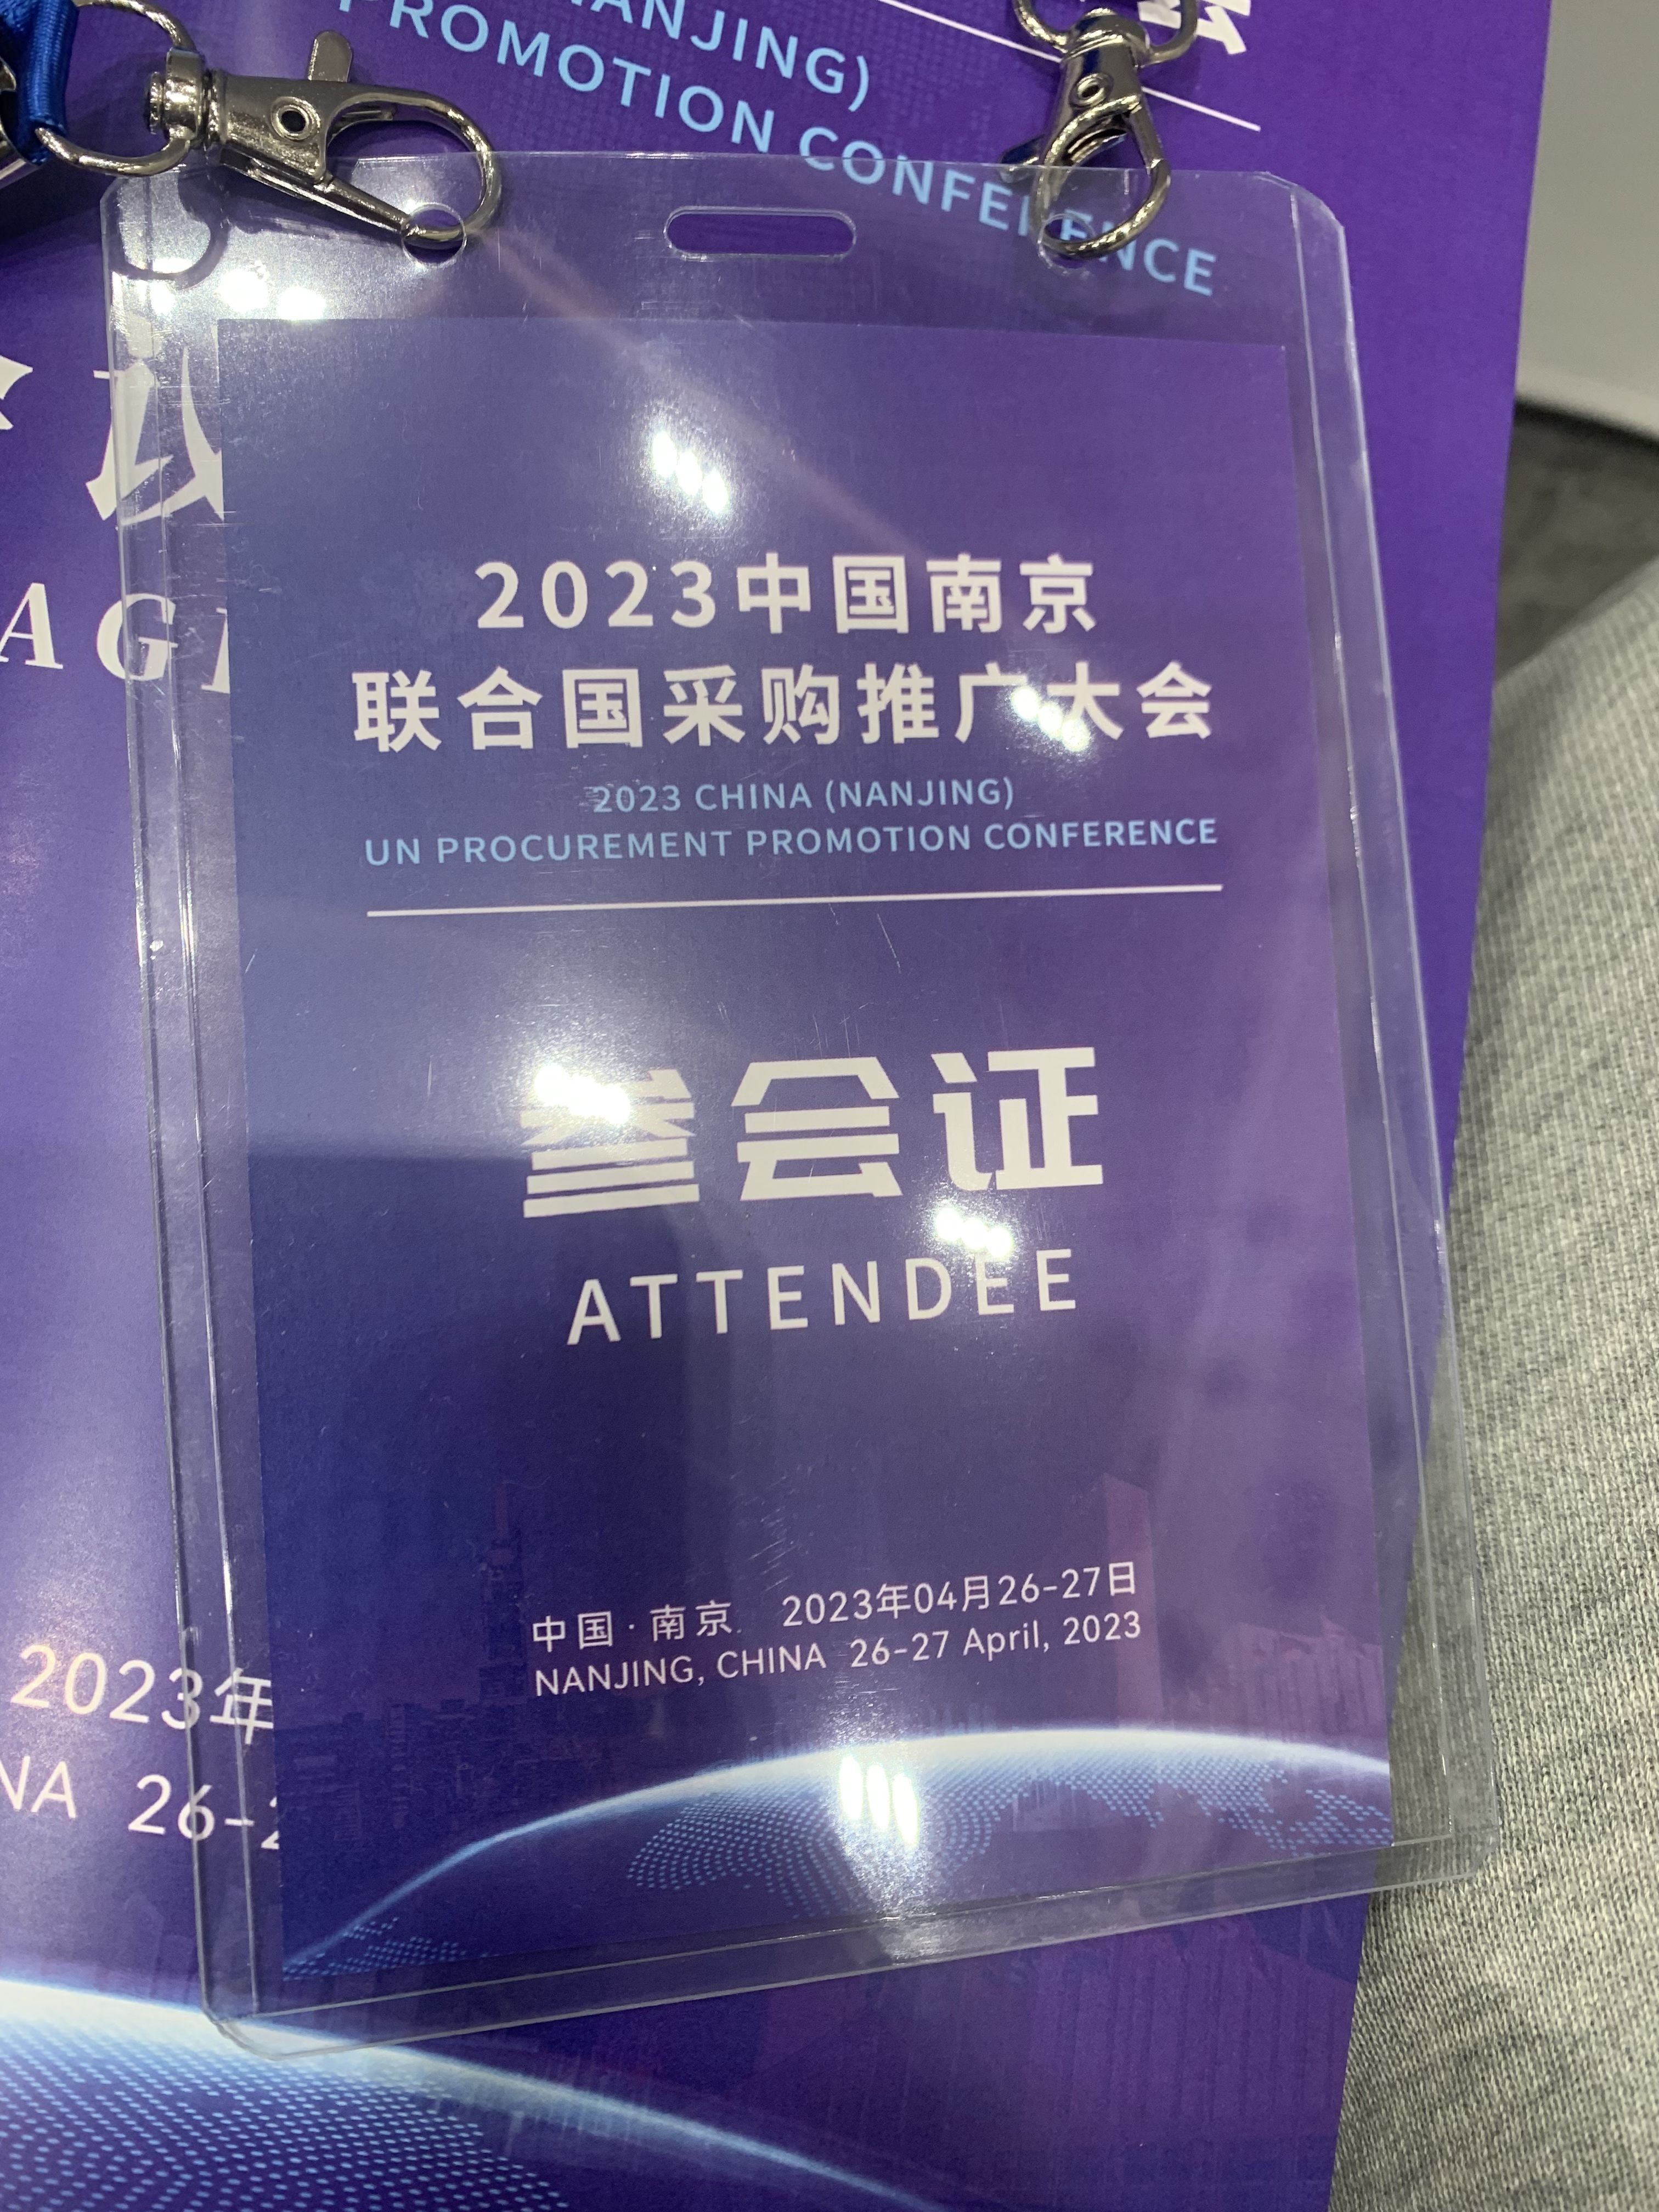 NANJING)
PROMOTION CONFERENCE
2023中国南京
联合国采购推广大会
2023 CHINA (NANJING)
UN PROCUREMENT PROMOTION CONFERENCE
参会证
ATTENDEE
中国·南京 2023年04月26-27日
NANJING, CHINA 26-27 April, 2023
2023年
26-